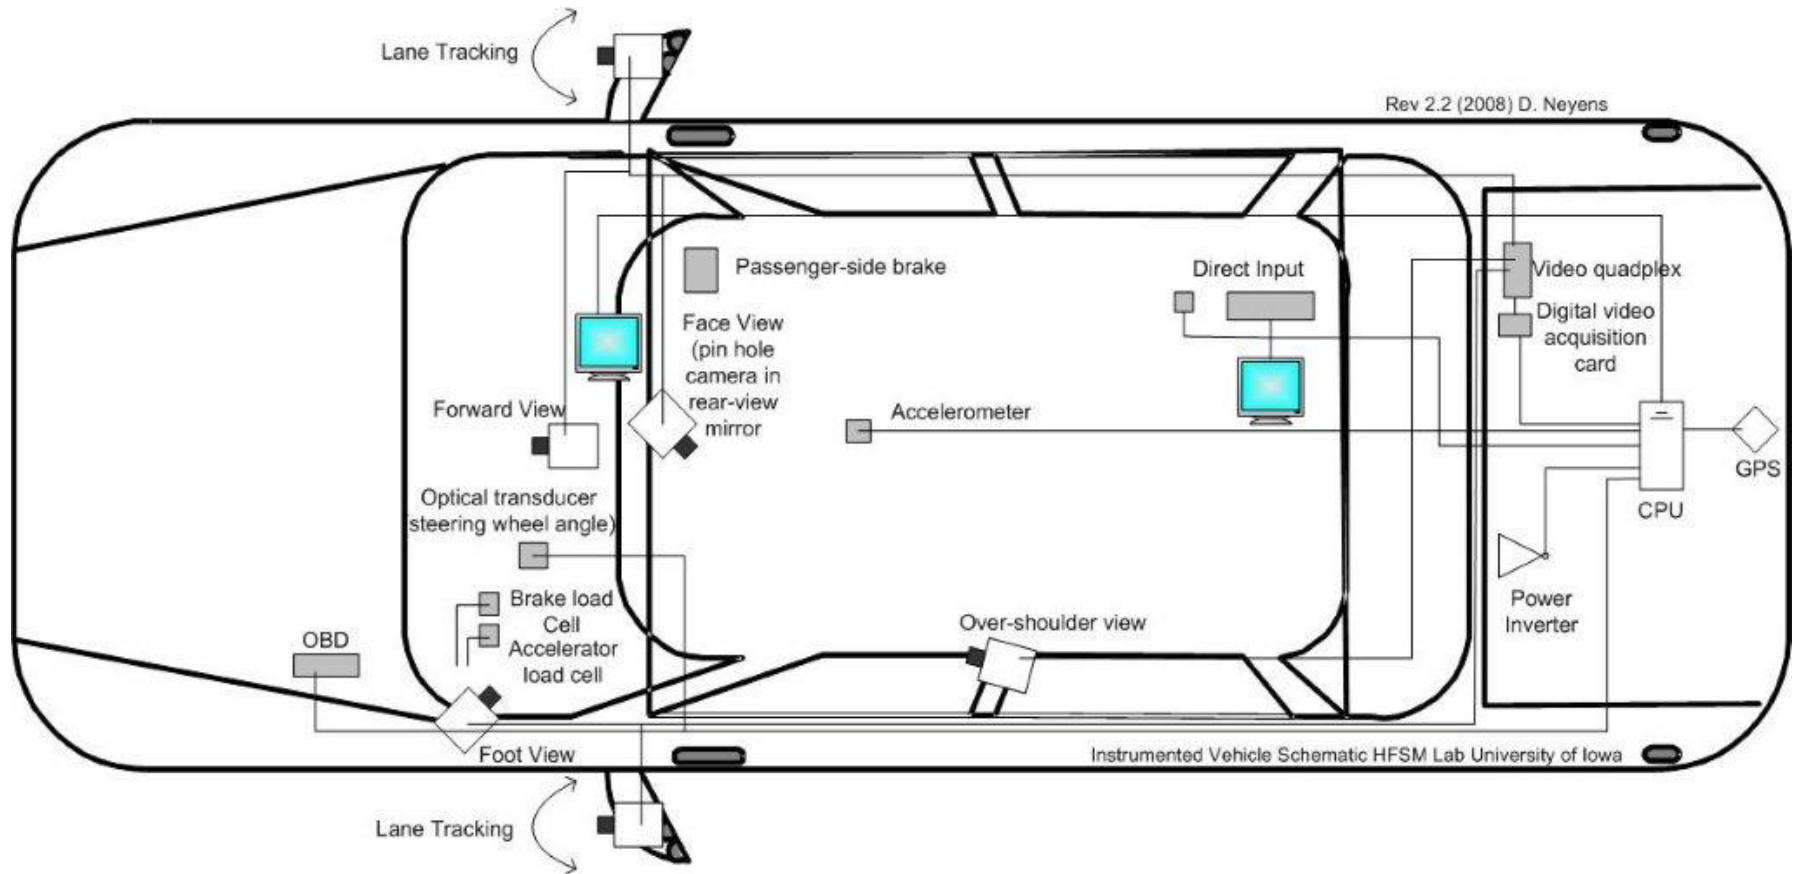 Lane Tracking
Rev 2.2 (2008) D. Neyens
Passenger-side brake
Direct Input
Video quadplex
Digital video
acquisition
card
Face View
(pin hole
camera in
rear-view
mirror
Forward View
Accelerometer
GPS
CPU
Optical transducer
(steering wheel angle)
Brake load
Cell
Accelerator
load cell
OBD
Over-shoulder view
Power
Inverter
Foot View
Instrumented Vehicle Schematic HFSM Lab University of Iowa
Lane Tracking